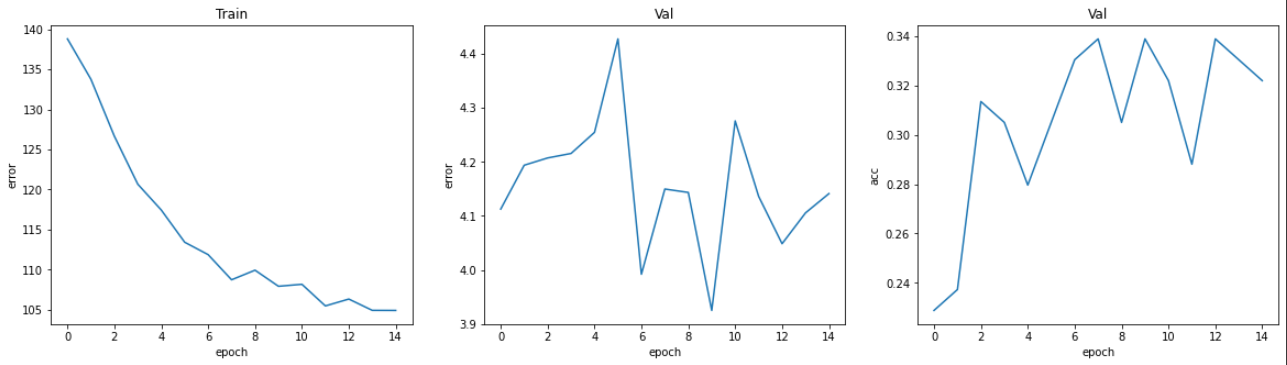 Train
140
135
130
125
120
115
110
105
error
0 2 4 6 8 10 12 14
epoch
Val
4.4
4.3
4.2
4.1
4.0
3.9
error
0 2 4 6 8 10 12 14
epoch
Val
0.34
0.32
0.30
0.28
0.26
0.24
acc
0 2 4 6 8 10 12 14
epoch